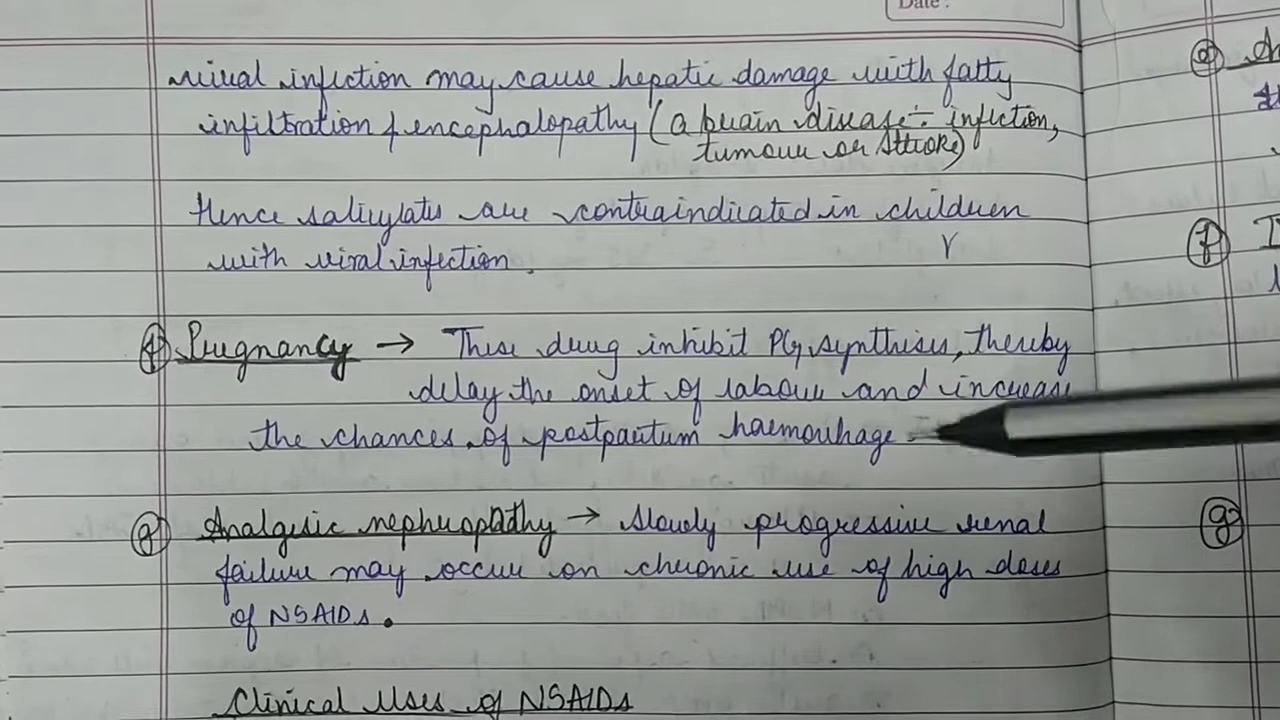 Date :
viral infection may cause hepatic damage with fatty
infiltration & encephalopathy (a brain disease ÷ infection,
tumour or stroke)
Hence salicylates are contraindicated in children
with viral infection.
(f) Pregnancy → These drug inhibit PG synthesis, thereby
delay the onset of labour and increase
the chances of postpartum haemorrhage.
(g) Analgesic nephropathy → Slowly progressive renal
failure may occur on chronic use of high doses
of NSAIDs.
Clinical Uses of NSAIDs
(f)
(g)